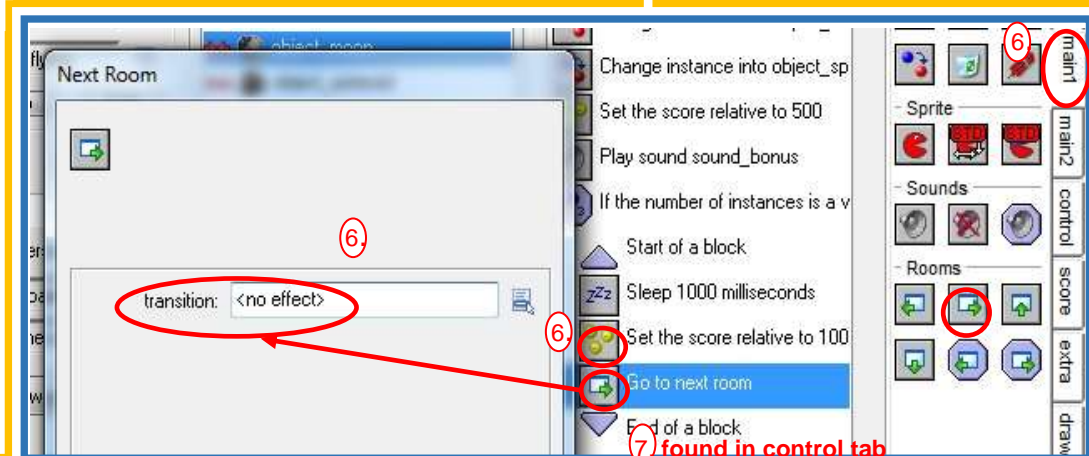 object_moon
Next Room
6.
transition: <no effect>
Change instance into object_sp
Set the score relative to 500
Play sound sound_bonus
If the number of instances is a v
Start of a block
zZz Sleep 1000 milliseconds
6. Set the score relative to 100
Go to next room
End of a block
7 found in control tab
6.
Sprite
Sounds
Rooms
main1
main2
control
score
extra
draw